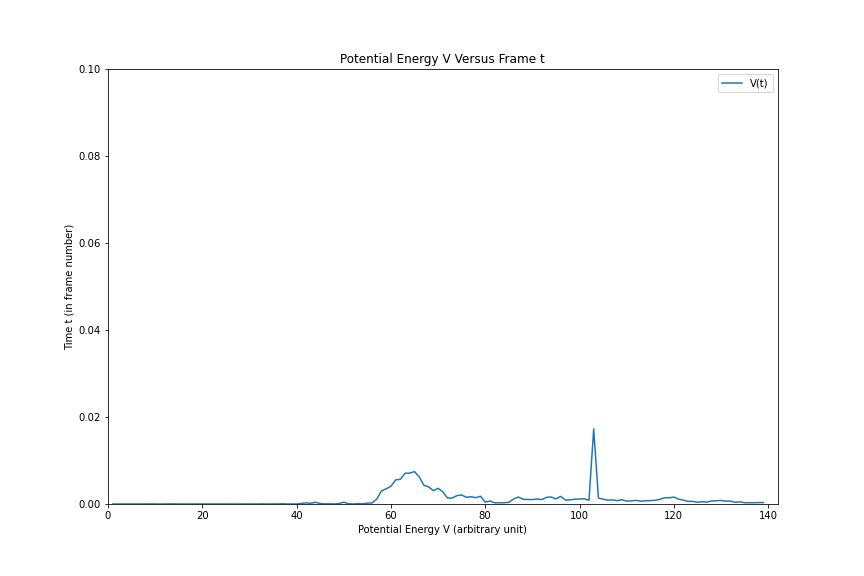 Potential Energy V Versus Frame t
V(t)
0.10
0.08
0.06
0.04
0.02
0.00
Time t (in frame number)
0 20 40 60 80 100 120 140
Potential Energy V (arbitrary unit)